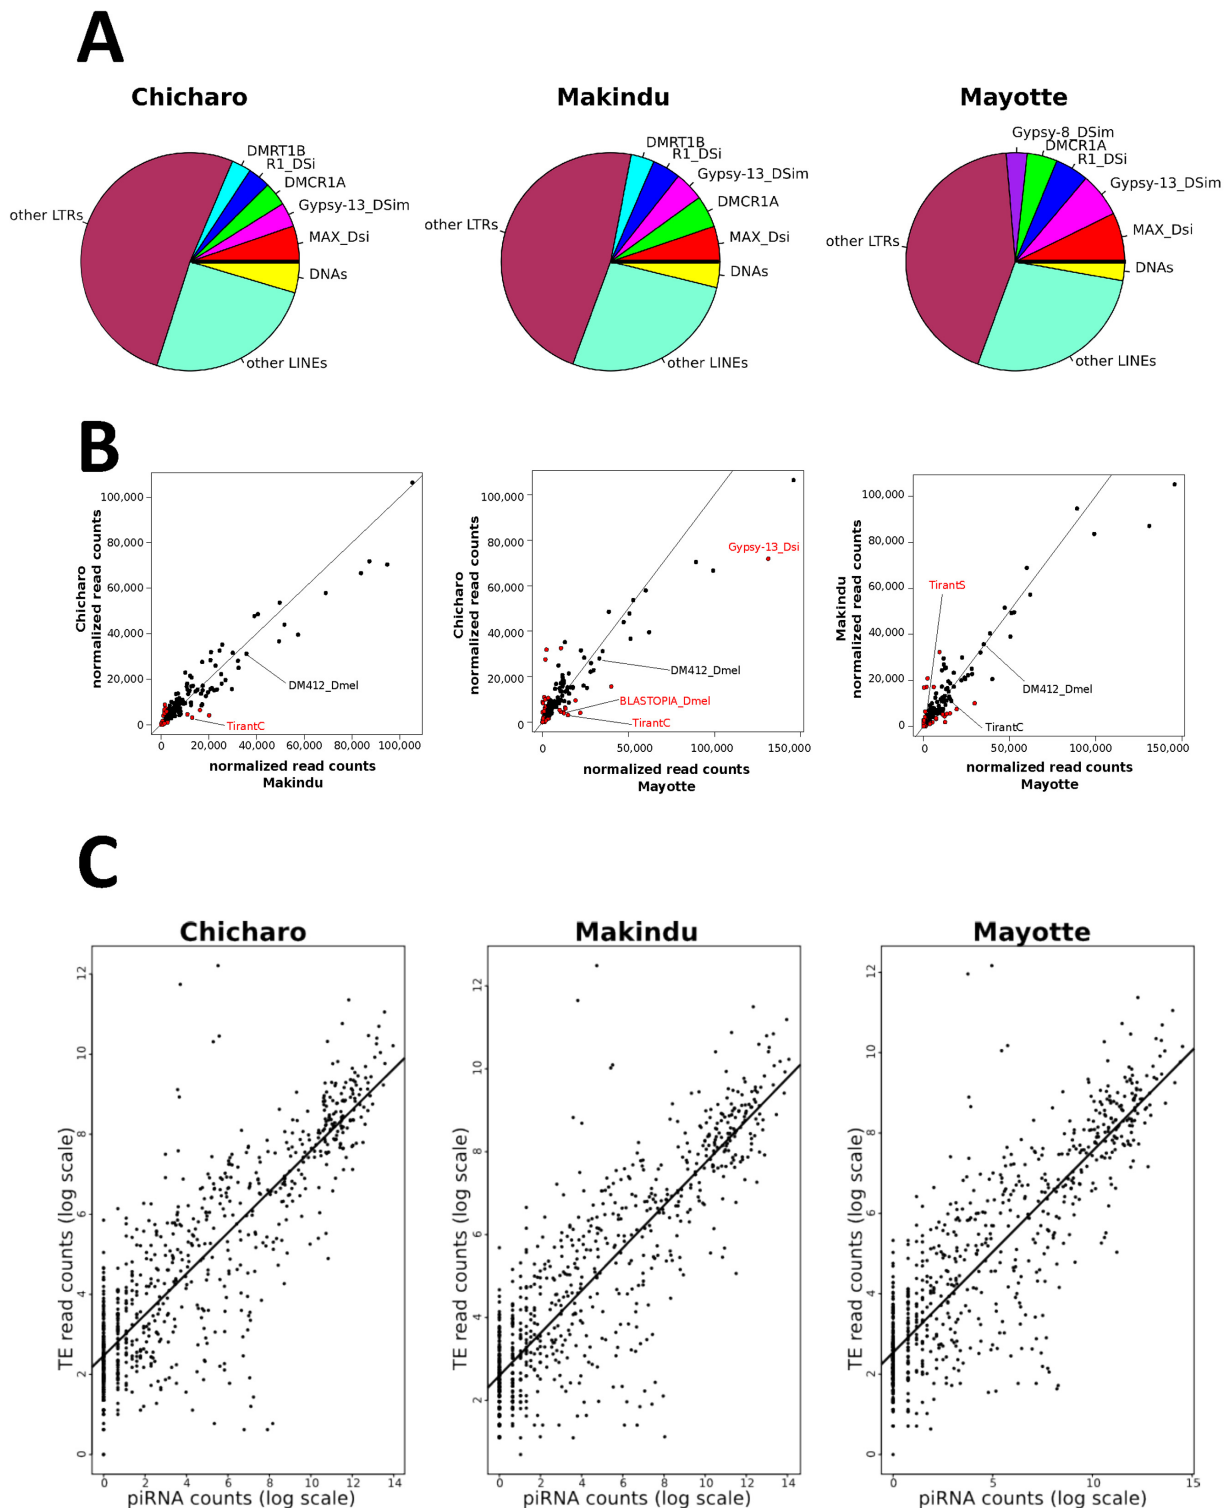 A
Chicharo
Makindu
Mayotte
DMRT1B
R1_DSi
DMCR1A
Gypsy-13_DSim
MAX_Dsi
DNAs
other LINEs
other LTRs
DMRT1B
R1_DSi
Gypsy-13_DSim
DMCR1A
MAX_Dsi
DNAs
other LINEs
other LTRs
Gypsy-8_DSim
DMCR1A
R1_DSi
Gypsy-13_DSim
MAX_Dsi
DNAs
other LINEs
other LTRs
B
Chicharo
normalized read counts
100,000
80,000
60,000
40,000
20,000
0
DM412_Dmel
TirantC
0
20,000
40,000
60,000
80,000
100,000
normalized read counts
Makindu
Chicharo
normalized read counts
100,000
80,000
60,000
40,000
20,000
0
Gypsy-13_Dsi
DM412_Dmel
BLASTOPIA_Dmel
TirantC
0
50,000
100,000
150,000
normalized read counts
Mayotte
Makindu
normalized read counts
100,000
80,000
60,000
40,000
20,000
0
TirantS
DM412_Dmel
TirantC
0
50,000
100,000
150,000
normalized read counts
Mayotte
C
Chicharo
TE read counts (log scale)
12
10
8
6
4
2
0
0
2
4
6
8
10
12
14
piRNA counts (log scale)
Makindu
TE read counts (log scale)
12
10
8
6
4
2
0
2
4
6
8
10
12
14
piRNA counts (log scale)
Mayotte
TE read counts (log scale)
12
10
8
6
4
2
0
0
5
10
15
piRNA counts (log scale)